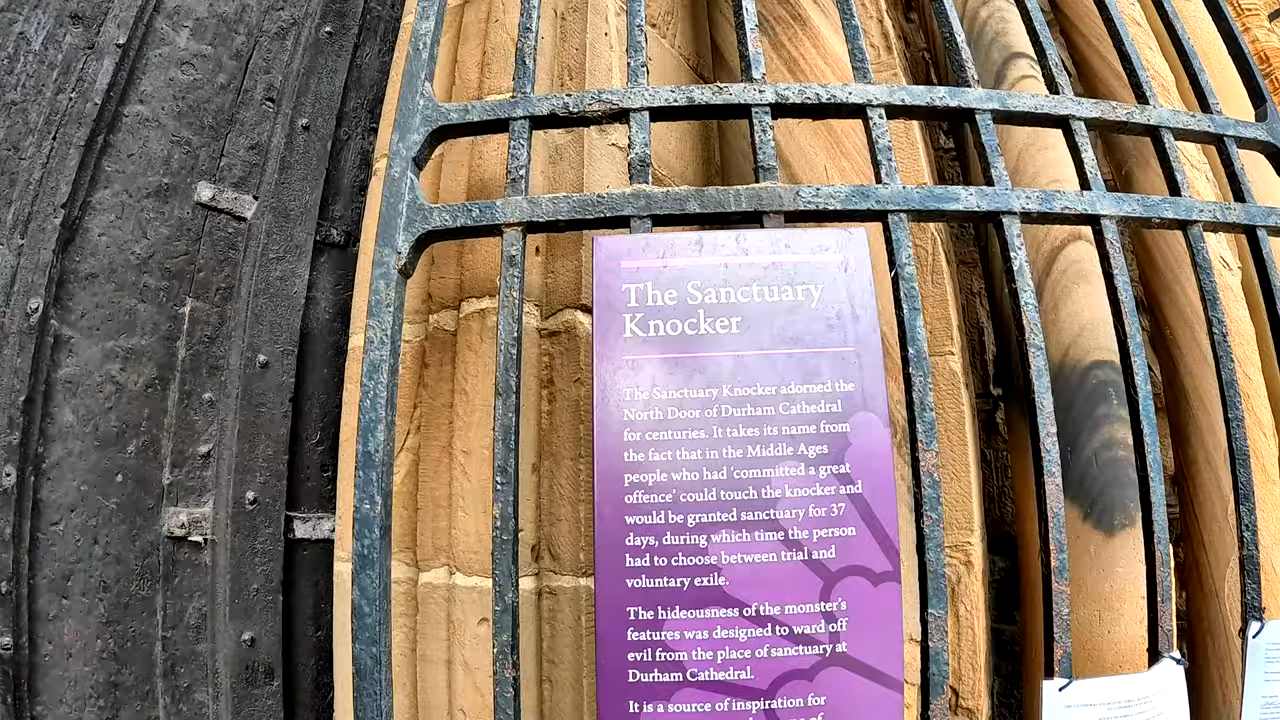 The Sanctuary
Knocker
The Sanctuary Knocker adorned the
North Door of Durham Cathedral
for centuries. It takes its name from
the fact that in the Middle Ages
people who had ‘committed a great
offence’ could touch the knocker and
would be granted sanctuary for 37
days, during which time the person
had to choose between trial and
voluntary exile.
The hideousness of the monster’s
features was designed to ward off
evil from the place of sanctuary at
Durham Cathedral.
It is a source of inspiration for
of